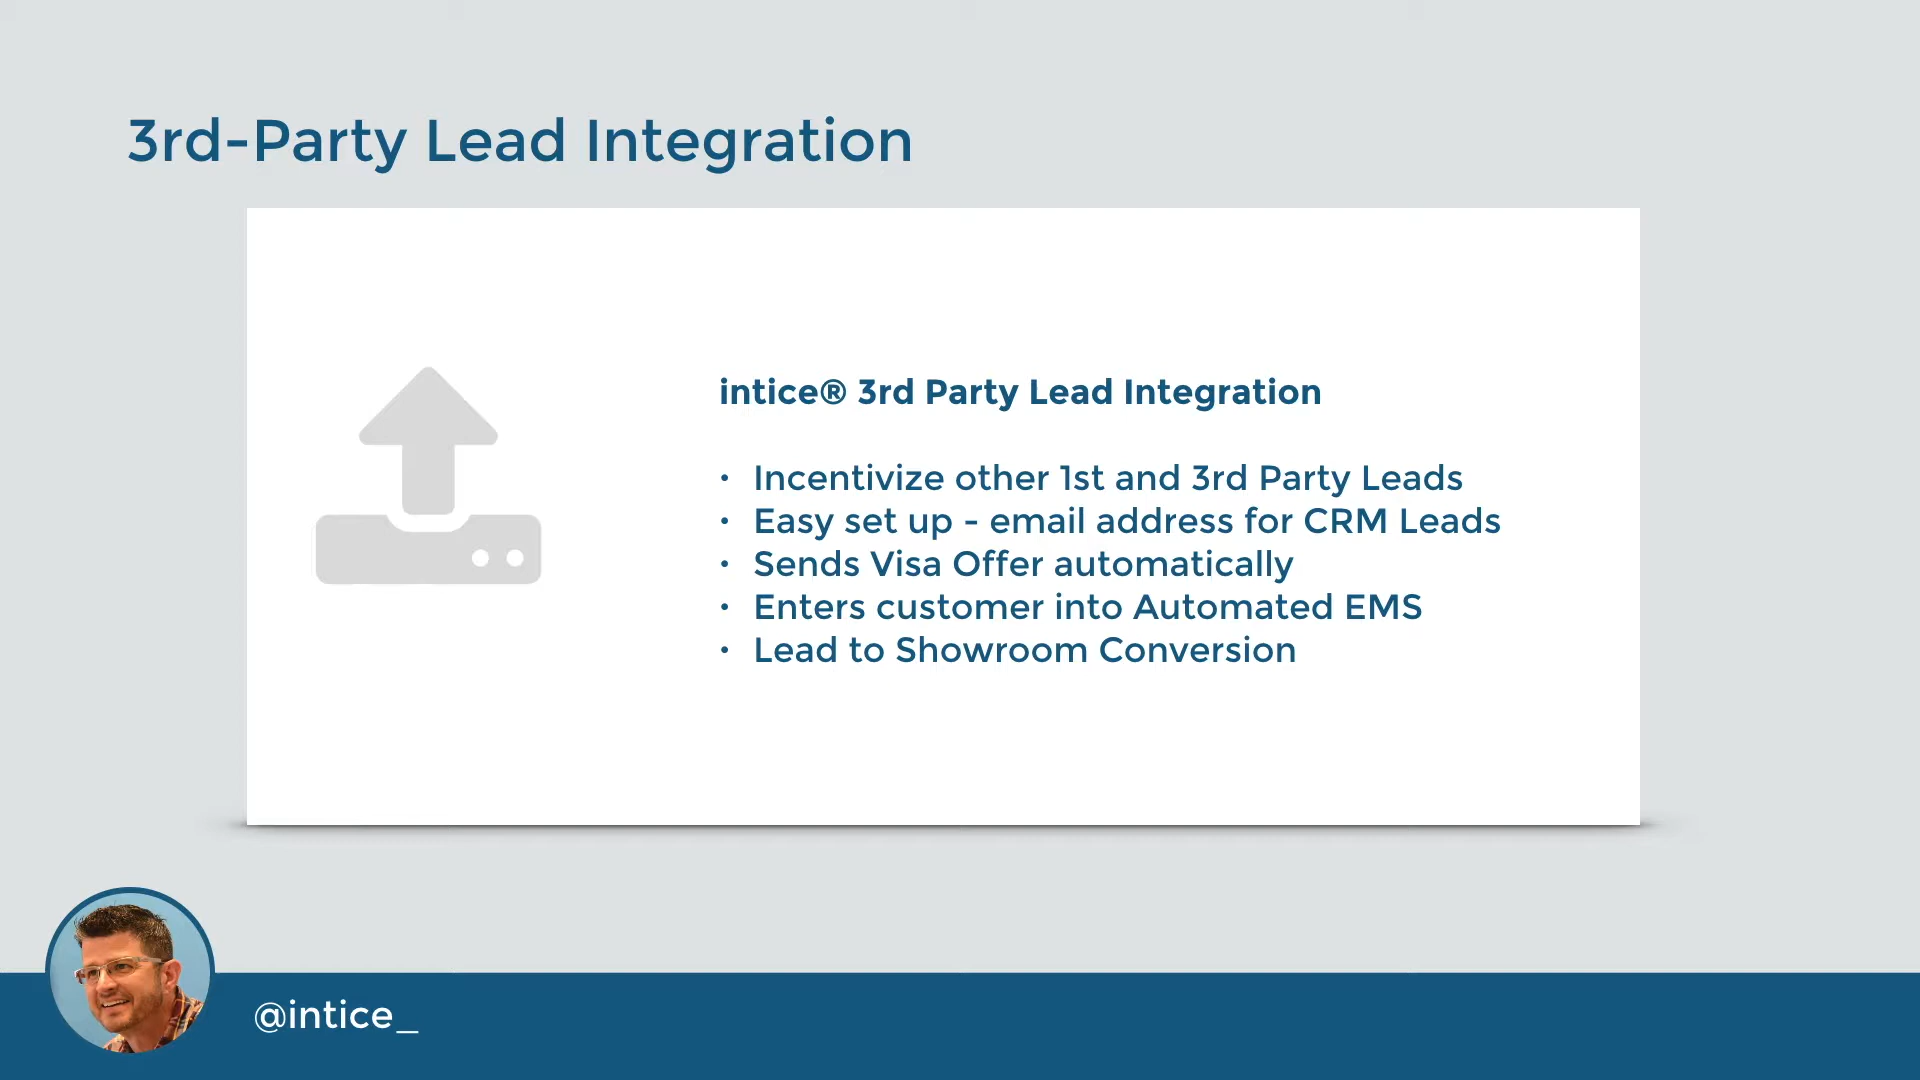 3rd-Party Lead Integration
intice® 3rd Party Lead Integration
• Incentivize other 1st and 3rd Party Leads
• Easy set up - email address for CRM Leads
• Sends Visa Offer automatically
• Enters customer into Automated EMS
• Lead to Showroom Conversion
@intice_